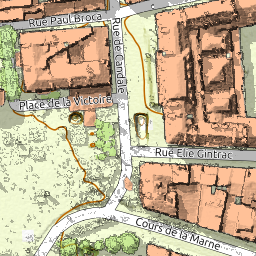 Rue Paul Broca
Rue de Candale
Place de la Victoire
Rue Elie Gintrac
Cours de la Marne